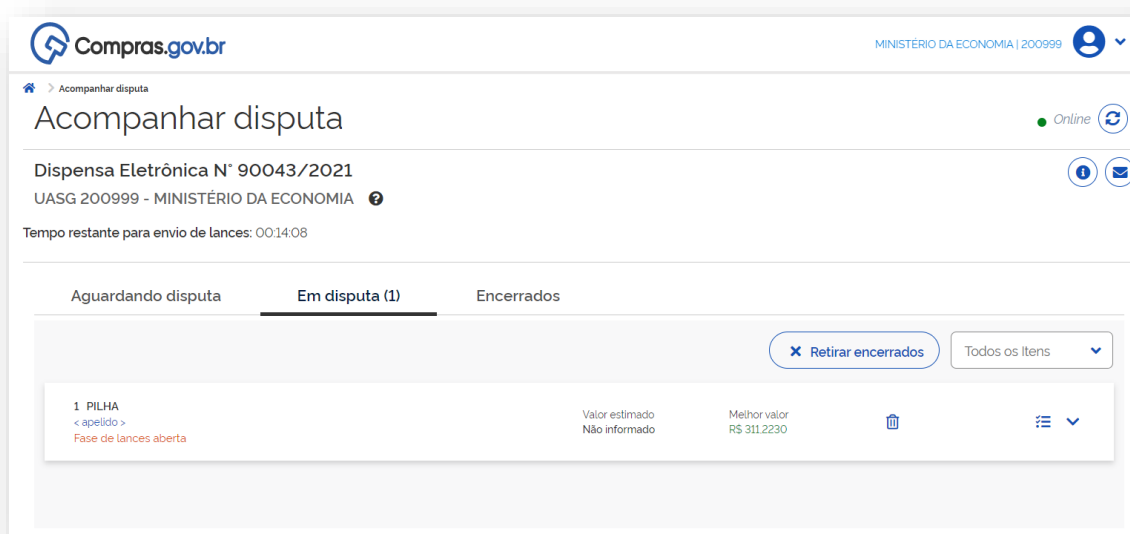 Compras.gov.br
MINISTÉRIO DA ECONOMIA | 200999
Acompanhar disputa
Acompanhar disputa
Online
Dispensa Eletrônica N° 90043/2021
UASG 200999 - MINISTÉRIO DA ECONOMIA ?
Tempo restante para envio de lances: 00:14:08
Aguardando disputa Em disputa (1) Encerrados
Retirar encerrados Todos os Itens
1 PILHA
< apelido >
Fase de lances aberta
Valor estimado
Não informado
Melhor valor
R$ 311,2230